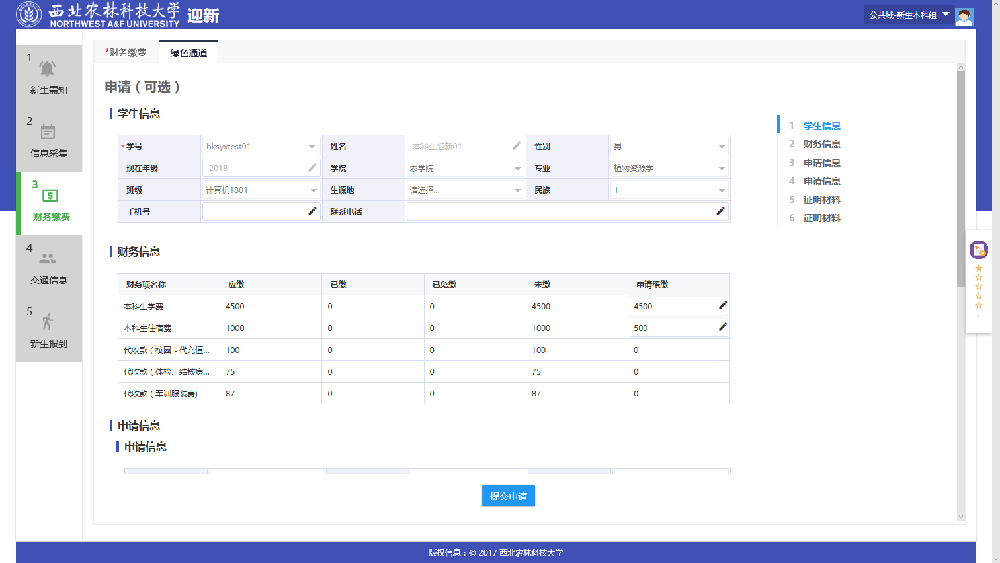 西北农林科技大学
NORTHWEST A&F UNIVERSITY
迎新
公共域-新生本科组
1
新生需知
2
信息采集
3
财务缴费
4
交通信息
5
新生报到
*财务缴费 绿色通道
申请（可选）
学生信息
*学号 bksyxtest01 姓名 本科生迎新01 性别 男
现在年级 2018 学院 农学院 专业 植物资源学
班级 计算机1801 生源地 请选择... 民族 1
手机号 联系电话
财务信息
财务项名称 应缴 已缴 已免缴 未缴 申请缓缴
本科生学费 4500 0 0 4500 4500
本科生住宿费 1000 0 0 1000 500
代收款（校园卡代充值... 100 0 0 100 0
代收款（体检、结核病... 75 0 0 75 0
代收款（军训服装费) 87 0 0 87 0
申请信息
申请信息
提交申请
1 学生信息
2 财务信息
3 申请信息
4 申请信息
5 证明材料
6 证明材料
1
版权信息：© 2017 西北农林科技大学